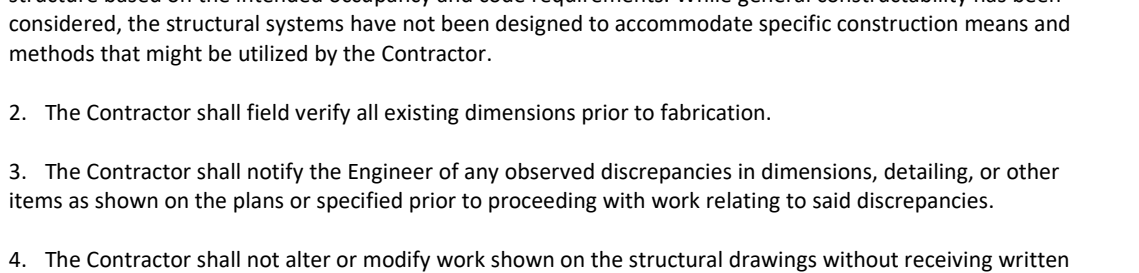 structure based on the intended occupancy and code requirements. While general constructability has been
considered, the structural systems have not been designed to accommodate specific construction means and
methods that might be utilized by the Contractor.
2. The Contractor shall field verify all existing dimensions prior to fabrication.
3. The Contractor shall notify the Engineer of any observed discrepancies in dimensions, detailing, or other
items as shown on the plans or specified prior to proceeding with work relating to said discrepancies.
4. The Contractor shall not alter or modify work shown on the structural drawings without receiving written